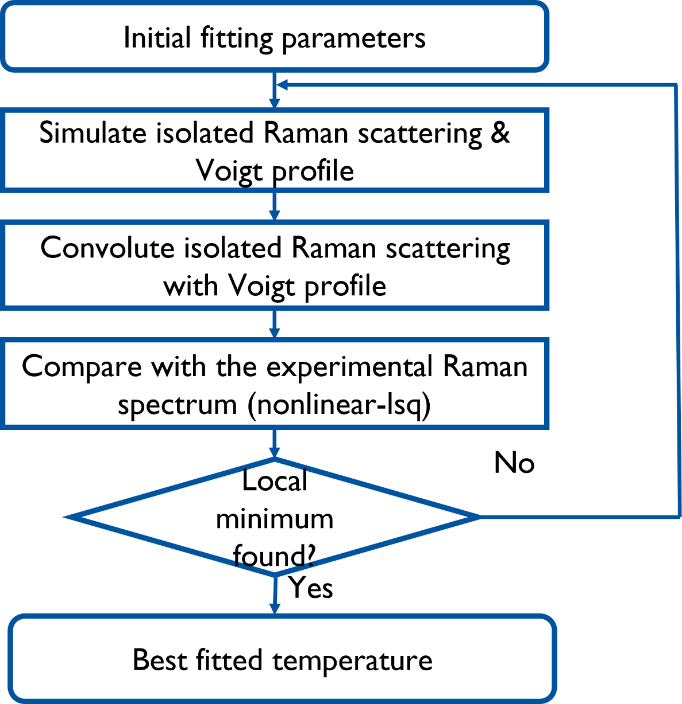 Initial fitting parameters
Simulate isolated Raman scattering &
Voigt profile
Convolute isolated Raman scattering
with Voigt profile
Compare with the experimental Raman
spectrum (nonlinear-lsq)
No
Local
minimum
found?
Yes
Best fitted temperature